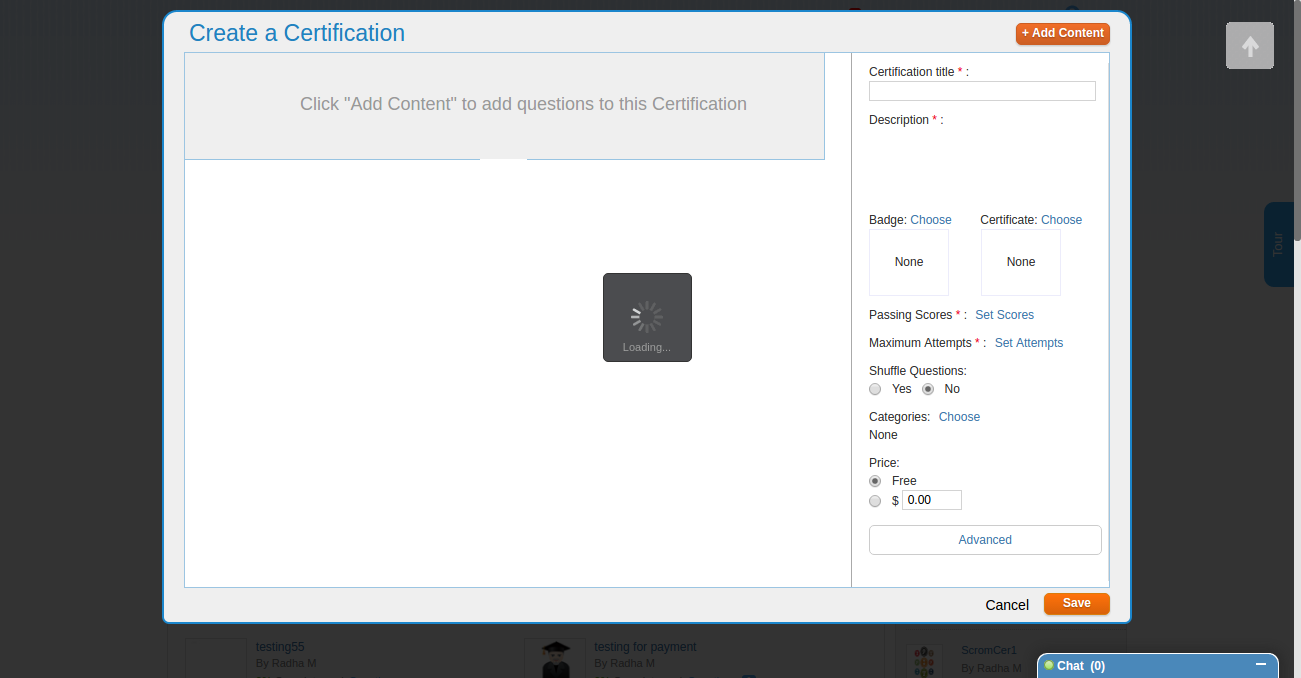 Create a Certification
+ Add Content
Click "Add Content" to add questions to this Certification
Loading...
Certification title * :
Description * :
Badge: Choose
Certificate: Choose
None
None
Passing Scores * : Set Scores
Maximum Attempts * : Set Attempts
Shuffle Questions:
Yes No
Categories: Choose
None
Price:
Free
$ 0.00
Advanced
Cancel
Save
Tour
testing55
By Radha M
testing for payment
By Radha M
ScromCer1
By Radha M
Chat (0)